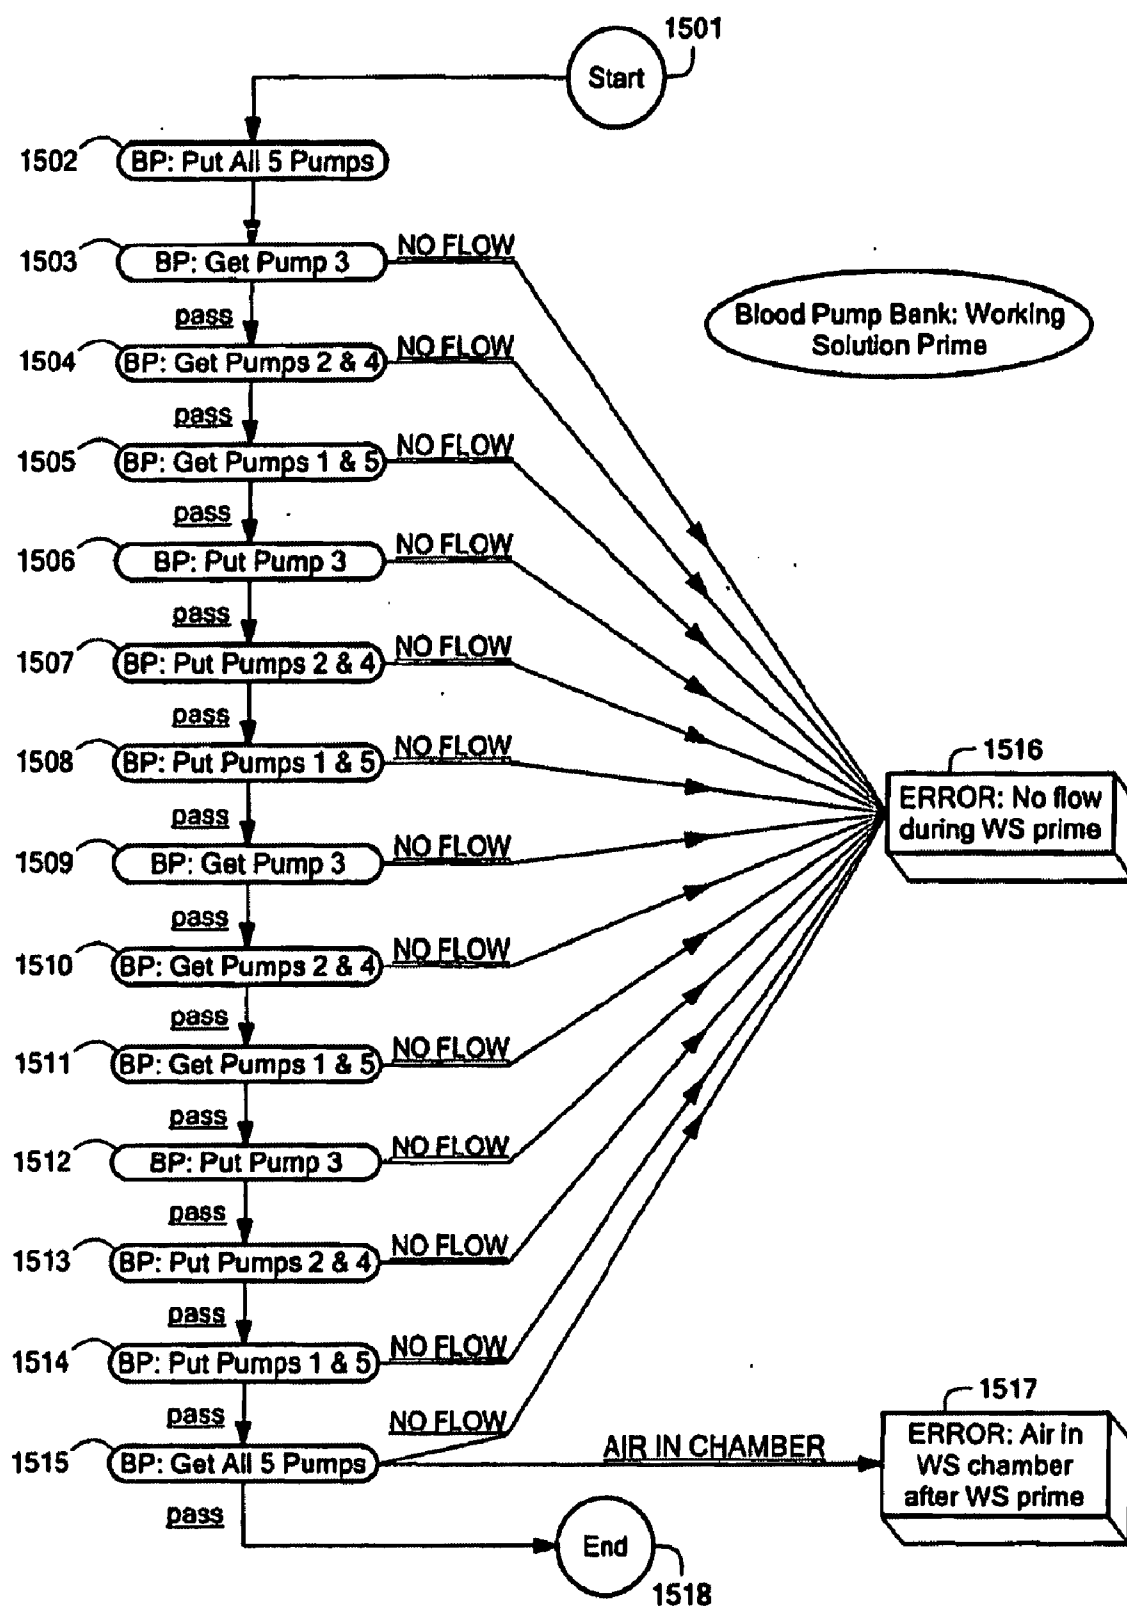 1501
Start
1502
BP: Put All 5 Pumps
1503
BP: Get Pump 3
NO FLOW
Blood Pump Bank: Working
Solution Prime
pass
1504
BP: Get Pumps 2 & 4
NO FLOW
pass
1505
BP: Get Pumps 1 & 5
NO FLOW
pass
1506
BP: Put Pump 3
NO FLOW
pass
1507
BP: Put Pumps 2 & 4
NO FLOW
pass
1508
BP: Put Pumps 1 & 5
NO FLOW
1516
ERROR: No flow
during WS prime
pass
1509
BP: Get Pump 3
NO FLOW
pass
1510
BP: Get Pumps 2 & 4
NO FLOW
pass
1511
BP: Get Pumps 1 & 5
NO FLOW
pass
1512
BP: Put Pump 3
NO FLOW
pass
1513
BP: Put Pumps 2 & 4
NO FLOW
pass
1514
BP: Put Pumps 1 & 5
NO FLOW
pass
1515
BP: Get All 5 Pumps
NO FLOW
AIR IN CHAMBER
1517
ERROR: Air in
WS chamber
after WS prime
pass
End
1518